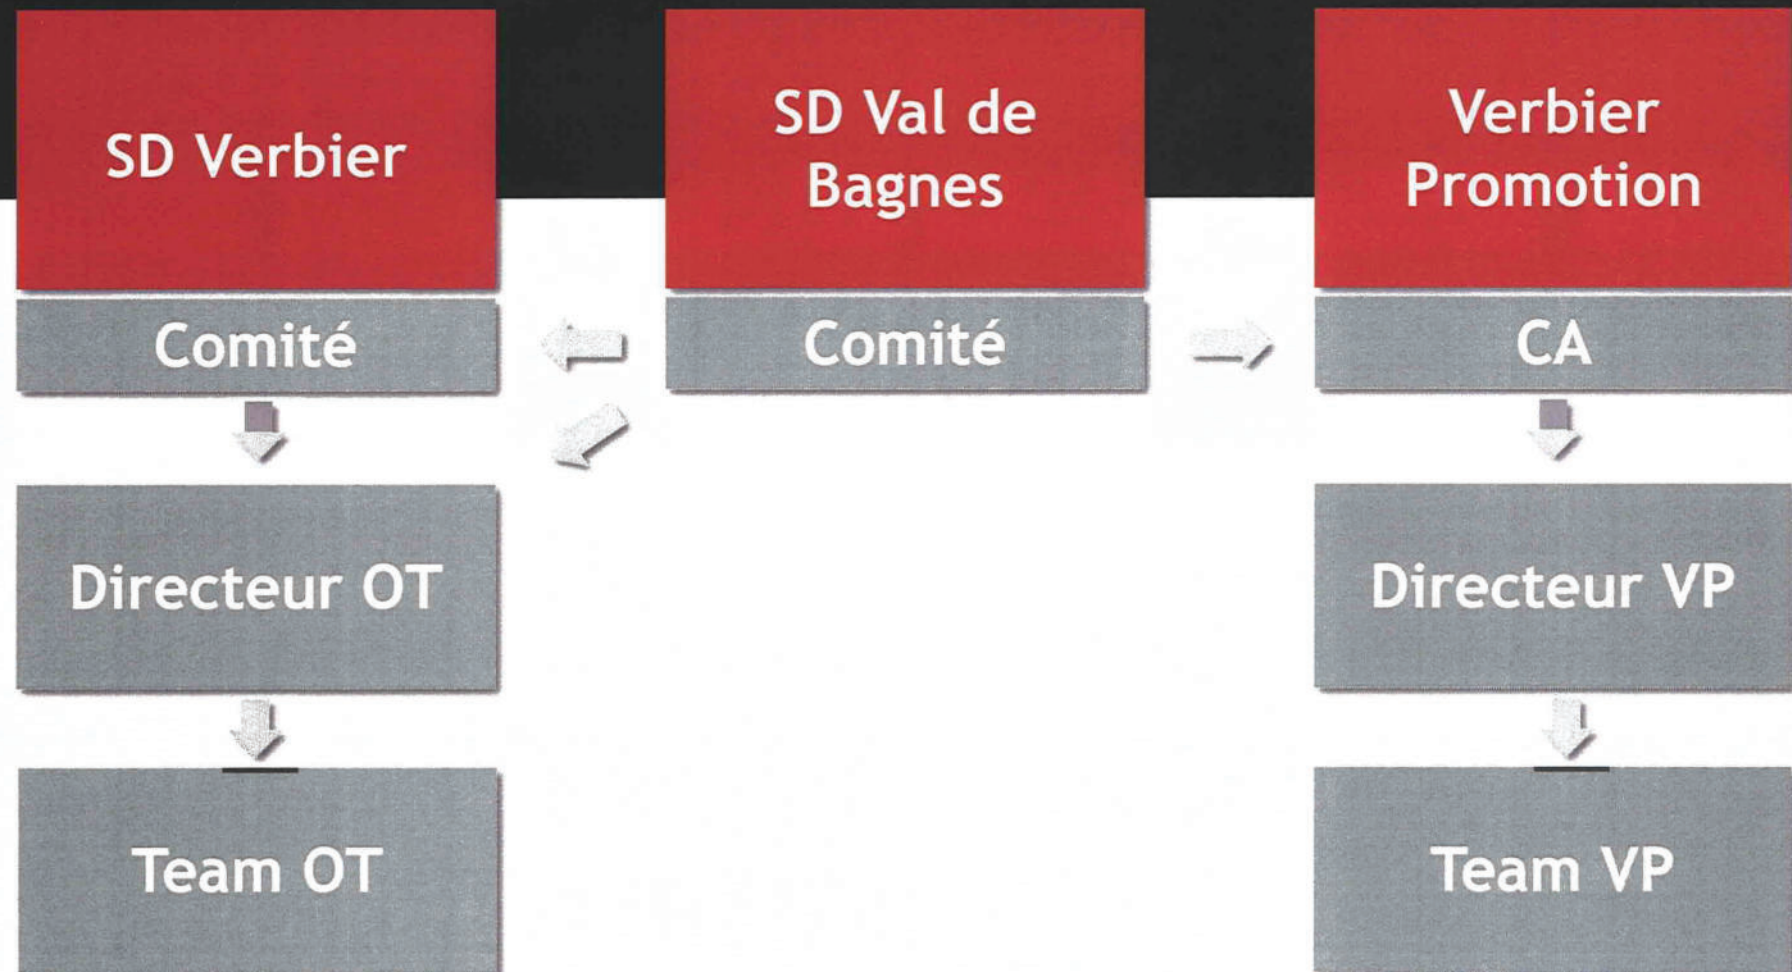 SD Verbier
Comité
Directeur OT
Team OT
SD Val de
Bagnes
Comité
Verbier
Promotion
CA
Directeur VP
Team VP